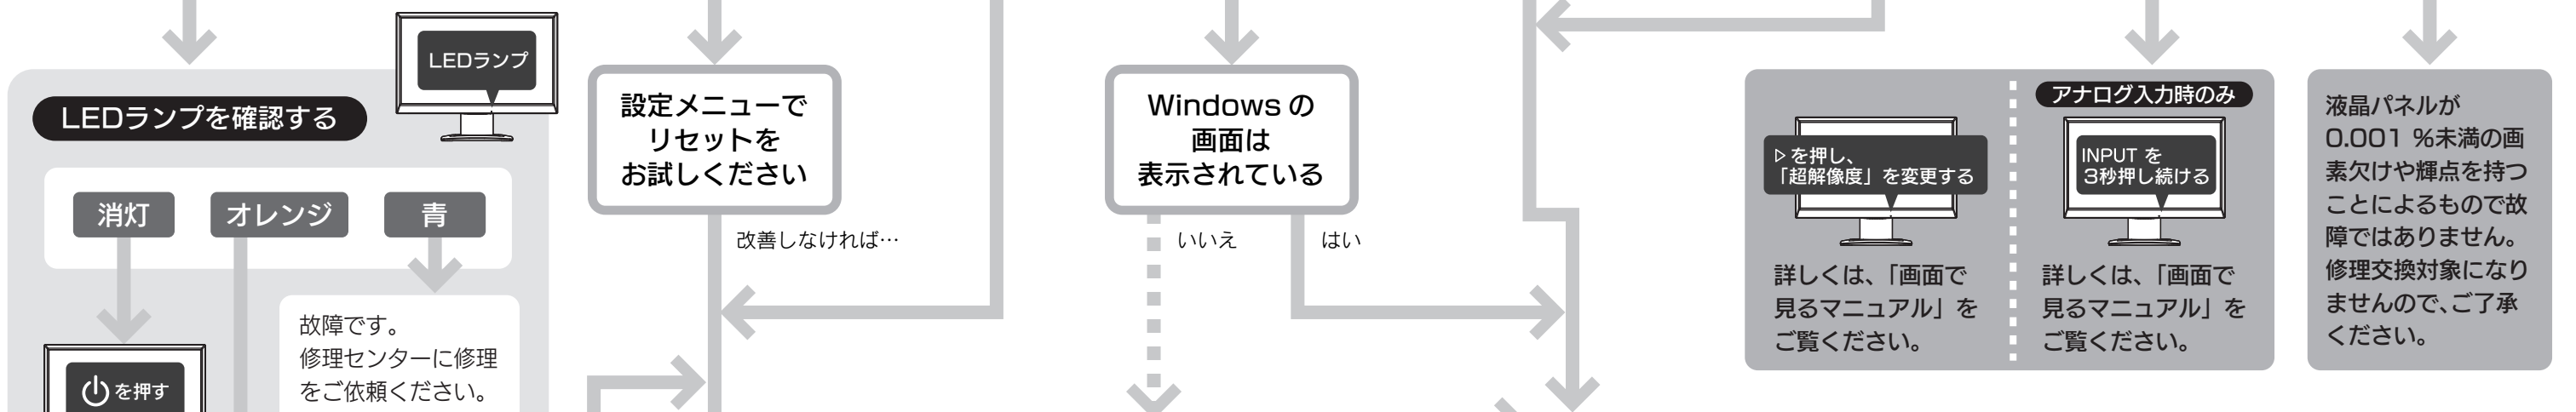 LEDランプ
LEDランプを確認する
消灯
オレンジ
青
故障です。
修理センターに修理
をご依頼ください。
を押す
設定メニューで
リセットを
お試しください
改善しなければ…
Windows の
画面は
表示されている
いいえ
はい
▷を押し、
「超解像度」を変更する
詳しくは、「画面で
見るマニュアル」を
ご覧ください。
アナログ入力時のみ
INPUT を
3秒押し続ける
詳しくは、「画面で
見るマニュアル」を
ご覧ください。
液晶パネルが
0.001 %未満の画
素欠けや輝点を持つ
ことによるもので故
障ではありません。
修理交換対象になり
ませんので、ご了承
ください。